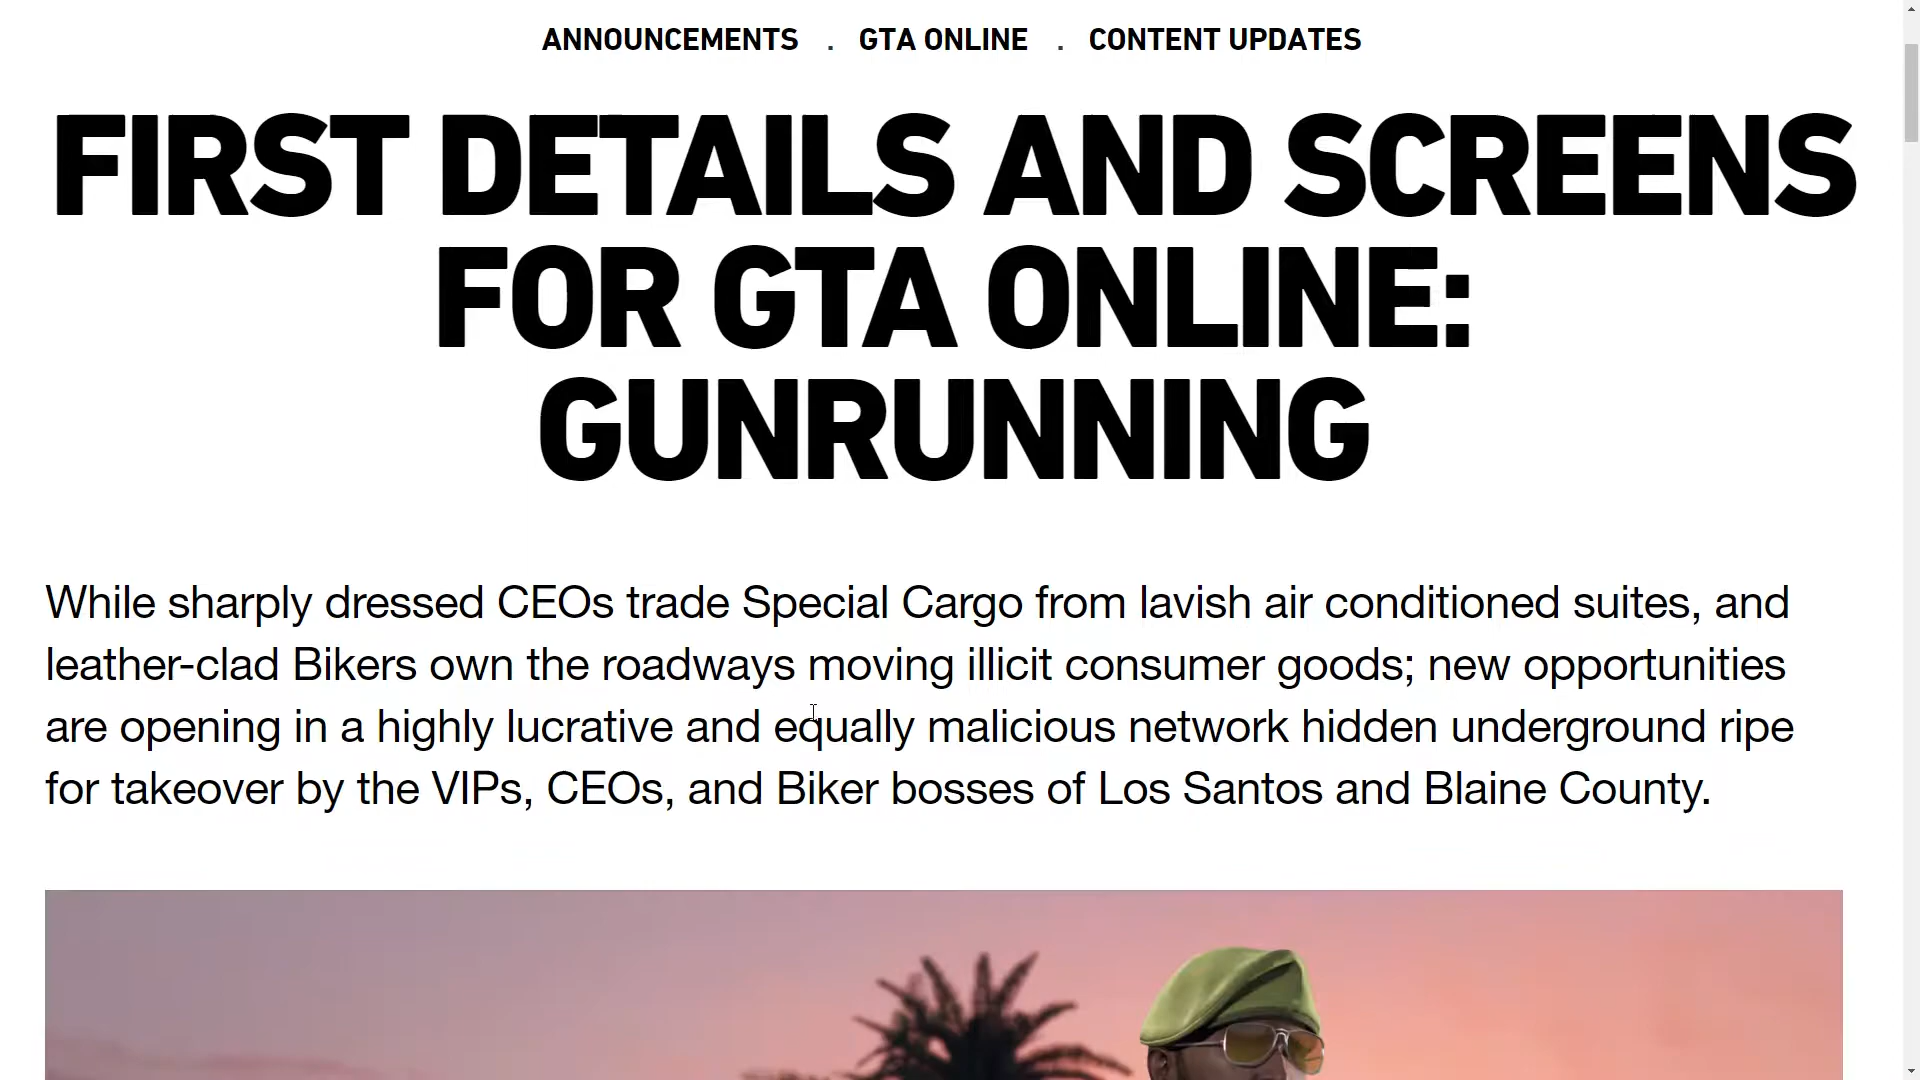 ANNOUNCEMENTS . GTA ONLINE . CONTENT UPDATES
FIRST DETAILS AND SCREENS
FOR GTA ONLINE:
GUNRUNNING
While sharply dressed CEOs trade Special Cargo from lavish air conditioned suites, and
leather-clad Bikers own the roadways moving illicit consumer goods; new opportunities
are opening in a highly lucrative and equally malicious network hidden underground ripe
for takeover by the VIPs, CEOs, and Biker bosses of Los Santos and Blaine County.